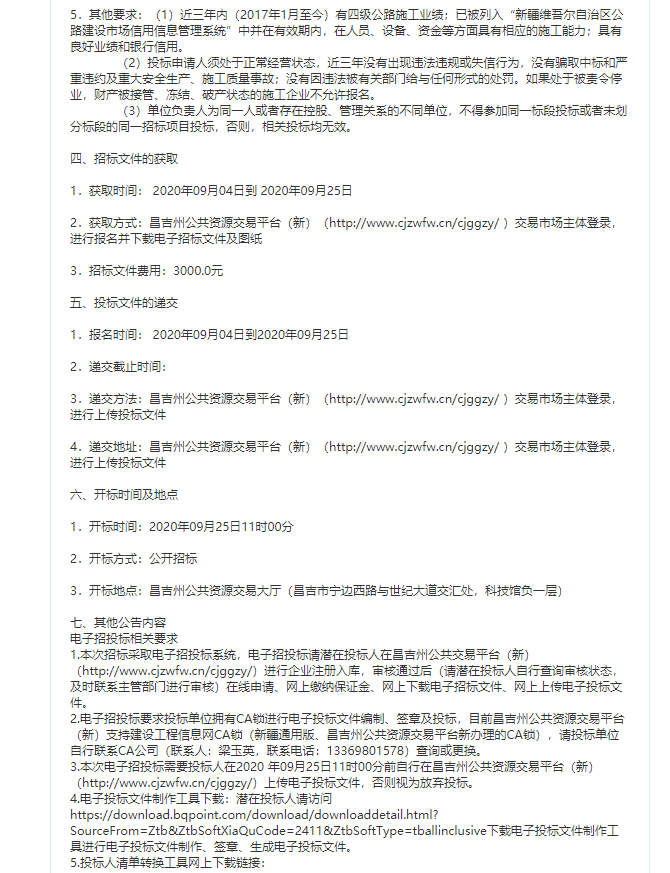 5．其他要求：（1）近三年内（2017年1月至今）有四级公路施工业绩；已被列入“新疆维吾尔自治区公
路建设市场信用信息管理系统”中并在有效期内，在人员、设备、资金等方面具有相应的施工能力；具有
良好业绩和银行信用。
（2）投标申请人须处于正常经营状态，近三年没有出现违法违规或失信行为，没有骗取中标和严
重违约及重大安全生产、施工质量事故；没有因违法被有关部门给与任何形式的处罚。如果处于被责令停
业，财产被接管、冻结、破产状态的施工企业不允许报名。
（3）单位负责人为同一人或者存在控股、管理关系的不同单位，不得参加同一标段投标或者未划
分标段的同一招标项目投标，否则，相关投标均无效。
四、招标文件的获取
1．获取时间： 2020年09月04日到 2020年09月25日
2．获取方式：昌吉州公共资源交易平台（新）（http://www.cjzwfw.cn/cjggzy/ ）交易市场主体登录，
进行报名并下载电子招标文件及图纸
3．招标文件费用：3000.0元
五、投标文件的递交
1．报名时间： 2020年09月04日到2020年09月25日
2．递交截止时间：
3．递交方法：昌吉州公共资源交易平台（新）（http://www.cjzwfw.cn/cjggzy/ ）交易市场主体登录，
进行上传投标文件
4．递交地址：昌吉州公共资源交易平台（新）（http://www.cjzwfw.cn/cjggzy/ ）交易市场主体登录，
进行上传投标文件
六、开标时间及地点
1．开标时间：2020年09月25日11时00分
2．开标方式：公开招标
3．开标地点：昌吉州公共资源交易大厅（昌吉市宁边西路与世纪大道交汇处，科技馆负一层）
七、其他公告内容
电子招投标相关要求
1.本次招标采取电子招投标系统，电子招投标请潜在投标人在昌吉州公共交易平台（新）
（http://www.cjzwfw.cn/cjggzy/）进行企业注册入库，审核通过后（请潜在投标人自行查询审核状态，
及时联系主管部门进行审核）在线申请、网上缴纳保证金、网上下载电子招标文件、网上上传电子投标文
件。
2.电子招投标要求投标单位拥有CA锁进行电子投标文件编制、签章及投标，目前昌吉州公共资源交易平台
（新）支持建设工程信息网CA锁（新疆通用版、昌吉州公共资源交易平台新办理的CA锁），请投标单位
自行联系CA公司（联系人：梁玉英，联系电话：13369801578）查询或更换。
3.本次电子招投标需要投标人在2020 年09月25日11时00分前自行在昌吉州公共资源交易平台（新）
（http://www.cjzwfw.cn/cjggzy/）上传电子投标文件，否则视为放弃投标。
4.电子投标文件制作工具下载：潜在投标人请访问
https://download.bqpoint.com/download/downloaddetail.html?
SourceFrom=Ztb&ZtbSoftXiaQuCode=2411&ZtbSoftType=tballinclusive下载电子投标文件制作工
具进行电子投标文件制作、签章、生成电子投标文件。
5.投标人清单转换工具网上下载链接：